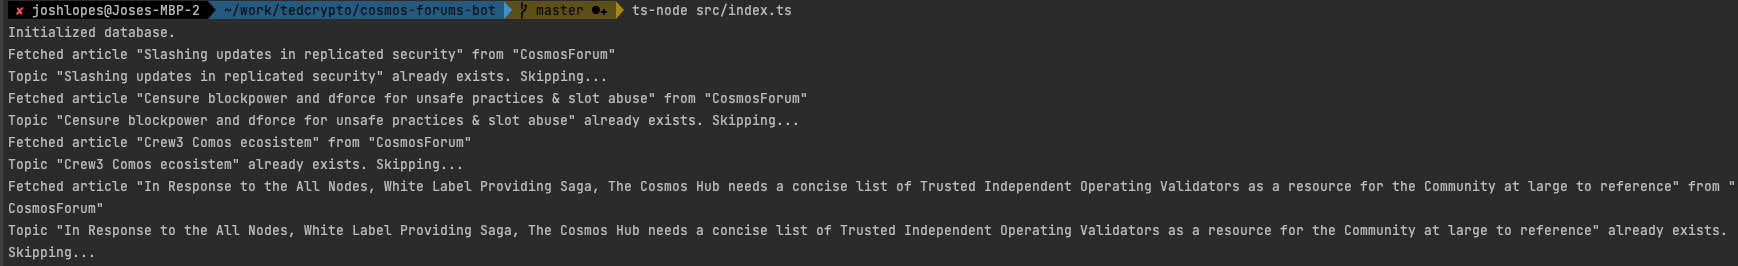 ✘ joshlopes@Joses-MBP-2 ~/work/tedcrypto/cosmos-forums-bot master ●+ ts-node src/index.ts
Initialized database.
Fetched article "Slashing updates in replicated security" from "CosmosForum"
Topic "Slashing updates in replicated security" already exists. Skipping...
Fetched article "Censure blockpower and dforce for unsafe practices & slot abuse" from "CosmosForum"
Topic "Censure blockpower and dforce for unsafe practices & slot abuse" already exists. Skipping...
Fetched article "Crew3 Comos ecosistem" from "CosmosForum"
Topic "Crew3 Comos ecosistem" already exists. Skipping...
Fetched article "In Response to the All Nodes, White Label Providing Saga, The Cosmos Hub needs a concise list of Trusted Independent Operating Validators as a resource for the Community at large to reference" from "
CosmosForum"
Topic "In Response to the All Nodes, White Label Providing Saga, The Cosmos Hub needs a concise list of Trusted Independent Operating Validators as a resource for the Community at large to reference" already exists.
Skipping...